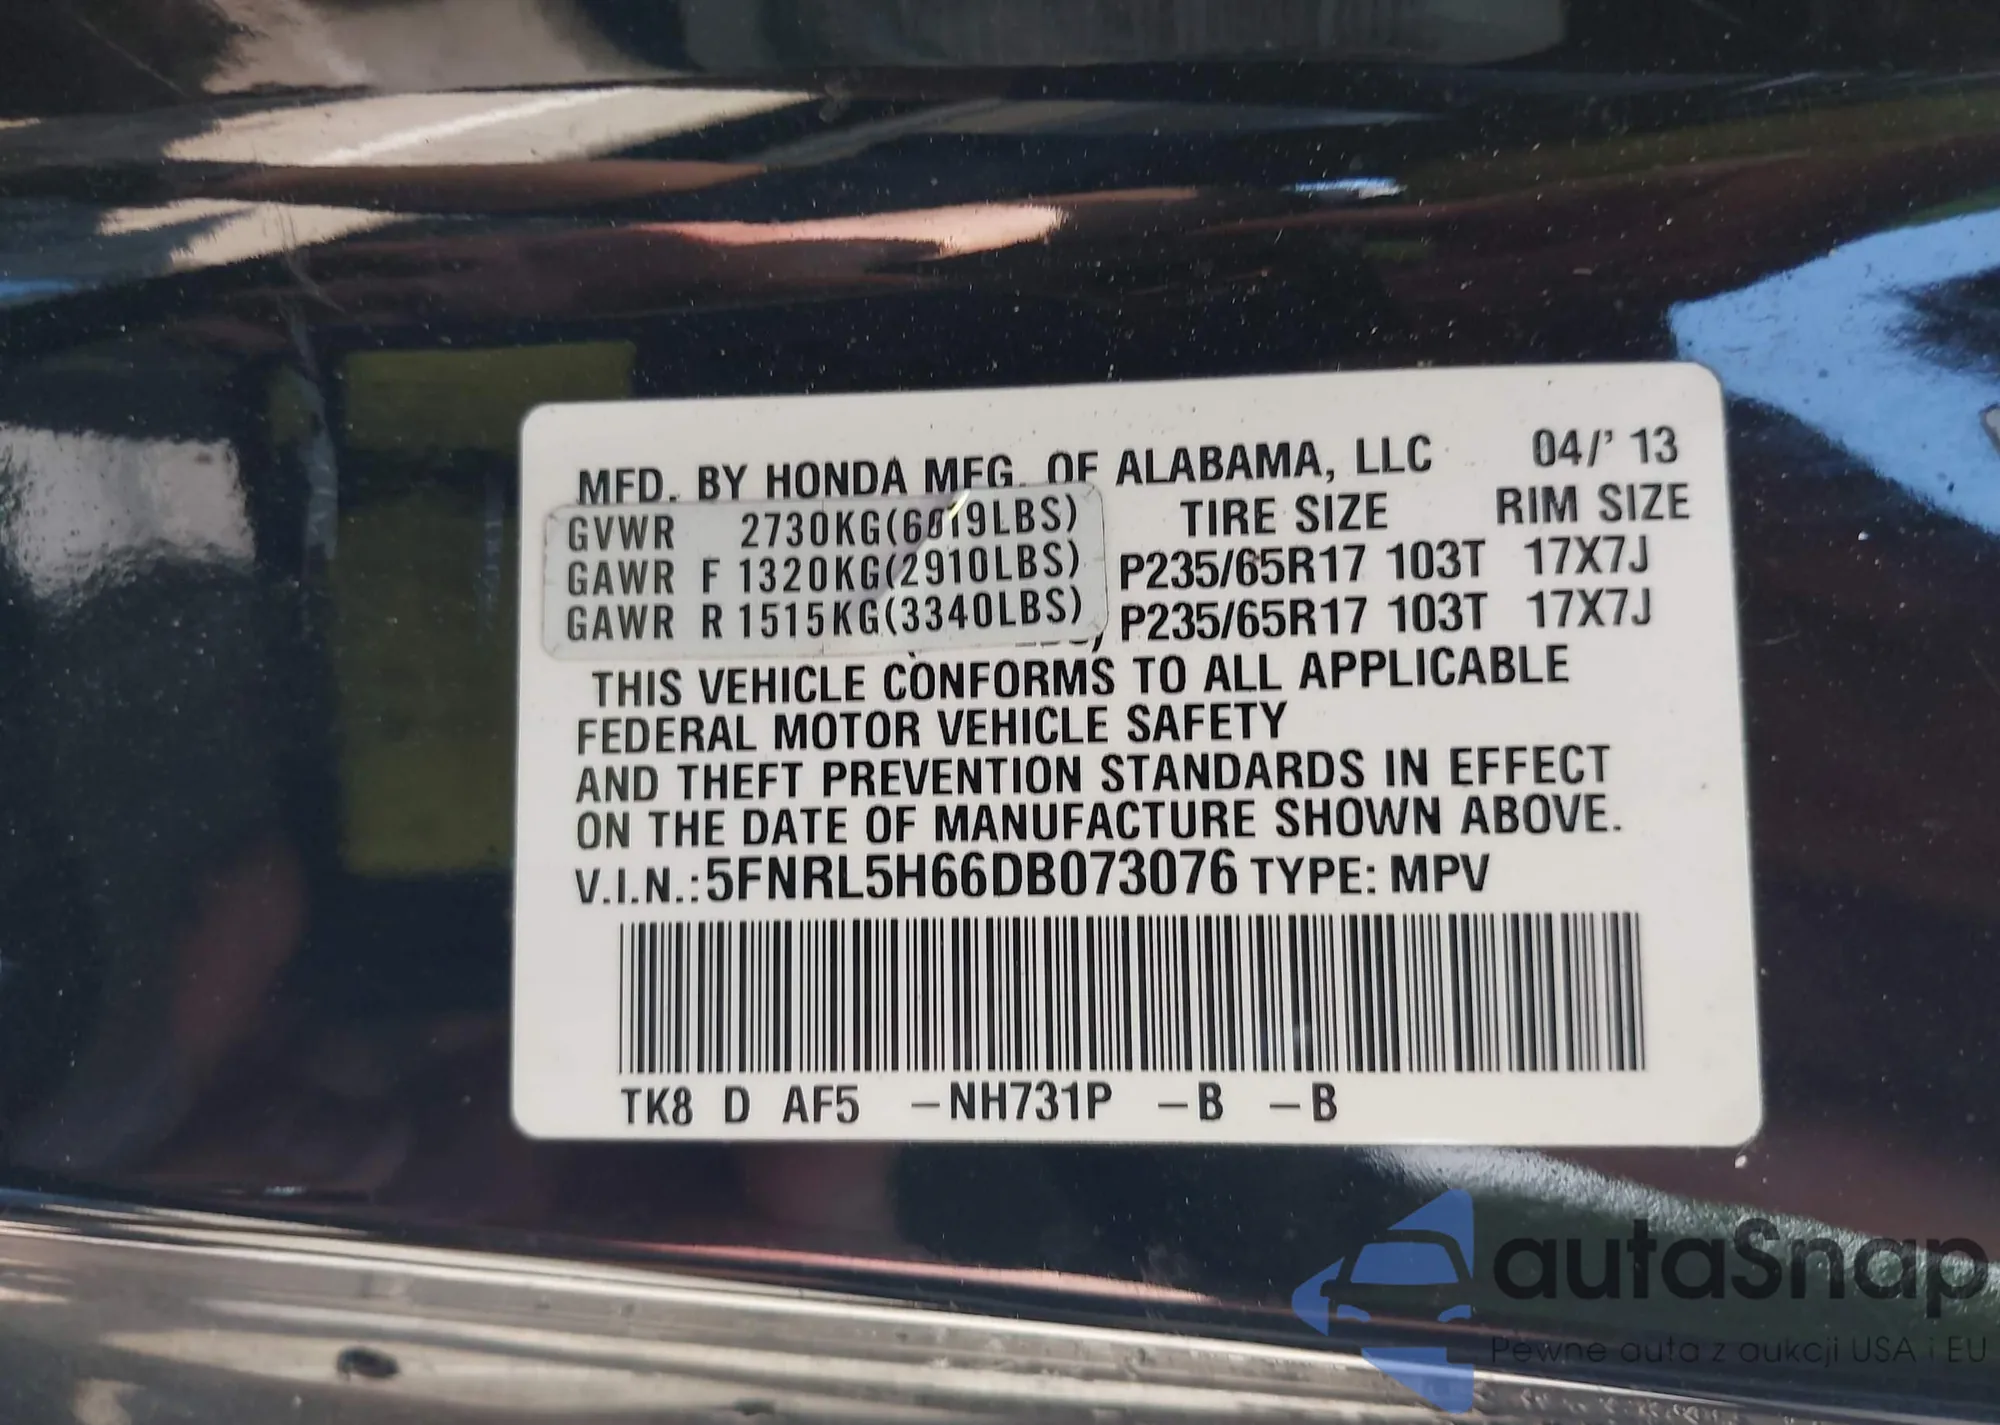 MFD. BY HONDA MFG. OF ALABAMA, LLC 04/' 13
TIRE SIZE RIM SIZE
GVWR 2730KG(6019LBS)
GAWR F 1320KG(2910LBS) P235/65R17 103T 17X7J
GAWR R 1515KG(3340LBS) P235/65R17 103T 17X7J
THIS VEHICLE CONFORMS TO ALL APPLICABLE
FEDERAL MOTOR VEHICLE SAFETY
AND THEFT PREVENTION STANDARDS IN EFFECT
ON THE DATE OF MANUFACTURE SHOWN ABOVE.
V.I.N.:5FNRL5H66DB073076 TYPE: MPV
TK8 D AF5 -NH731P -B -B
autaSnap
Pewne auta z aukcji USA i EU